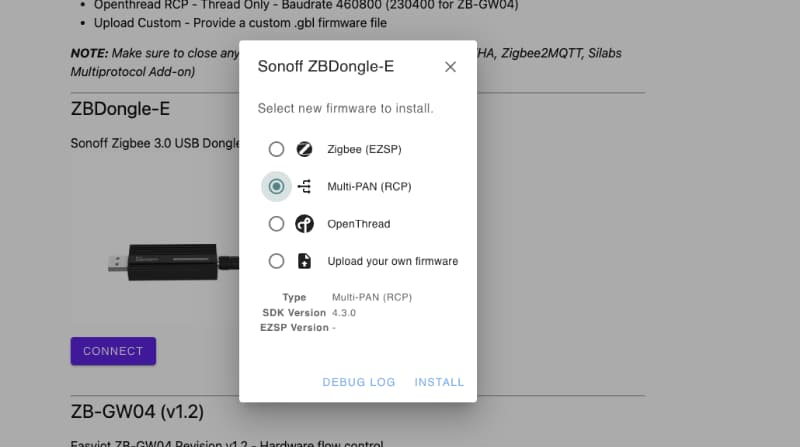 Openthread RCP - Thread Only - Baudrate 460800 (230400 for ZB-GW04)
Upload Custom - Provide a custom .gbl firmware file
NOTE: Make sure to close any HA, Zigbee2MQTT, Silabs
Multiprotocol Add-on)
Sonoff ZBDongle-E
ZBDongle-E
Select new firmware to install.
Sonoff Zigbee 3.0 USB Dongle
Zigbee (EZSP)
Multi-PAN (RCP)
OpenThread
Upload your own firmware
Type Multi-PAN (RCP)
SDK Version 4.3.0
EZSP Version -
CONNECT
DEBUG LOG INSTALL
ZB-GW04 (v1.2)
Easyiot ZB-GW04 Revision v1.2 - Hardware flow control